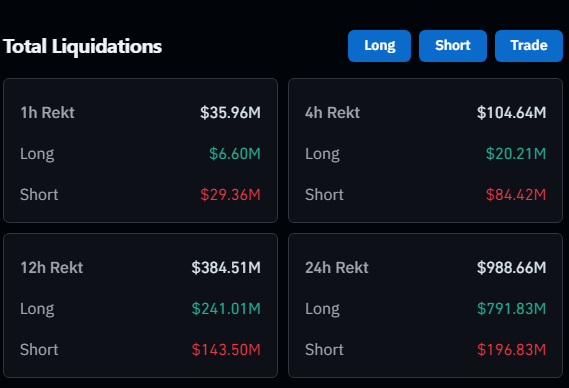 Total Liquidations
Long Short Trade
1h Rekt $35.96M
Long $6.60M
Short $29.36M
4h Rekt $104.64M
Long $20.21M
Short $84.42M
12h Rekt $384.51M
Long $241.01M
Short $143.50M
24h Rekt $988.66M
Long $791.83M
Short $196.83M